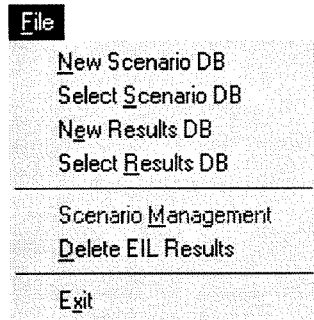 File
New Scenario DB
Select Scenario DB
New Results DB
Select Results DB
Scenario Management
Delete EIL Results
Exit